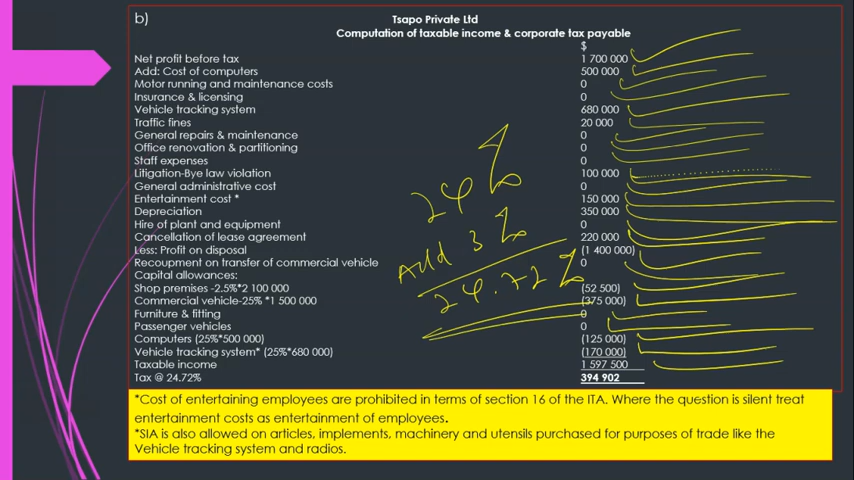 b)
Tsapo Private Ltd
Computation of taxable income & corporate tax payable
$
Net profit before tax 1 700 000
Add: Cost of computers 500 000
Motor running and maintenance costs 0
Insurance & licensing 0
Vehicle tracking system 680 000
Traffic fines 20 000
General repairs & maintenance 0
Office renovation & partitioning 0
Staff expenses 0
Litigation-Bye law violation 100 000
General administrative cost 0
Entertainment cost * 150 000
Depreciation 350 000
Hire of plant and equipment 0
Cancellation of lease agreement 220 000
Less: Profit on disposal (1 400 000)
Recoupment on transfer of commercial vehicle 0
Capital allowances:
Shop premises -2.5%*2 100 000 (52 500)
Commercial vehicle-25% *1 500 000 (375 000)
Furniture & fitting 0
Passenger vehicles 0
Computers (25%*500 000) (125 000)
Vehicle tracking system* (25%*680 000) (170 000)
Taxable income 1 597 500
Tax @ 24.72% 394 902
24 %
Add 3 %
24.72 %
*Cost of entertaining employees are prohibited in terms of section 16 of the ITA. Where the question is silent treat
entertainment costs as entertainment of employees.
*SIA is also allowed on articles, implements, machinery and utensils purchased for purposes of trade like the
Vehicle tracking system and radios.